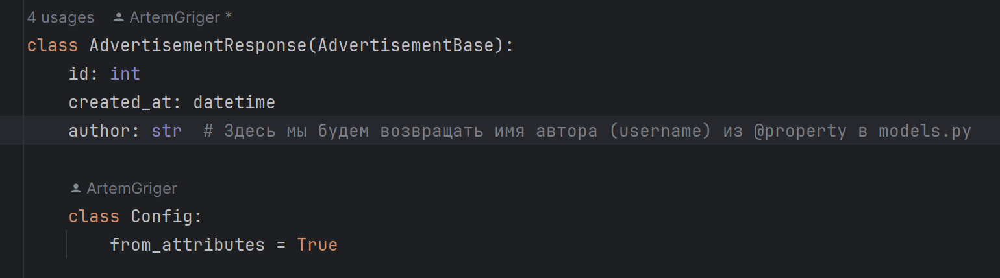 4 usages ArtemGriger *
class AdvertisementResponse(AdvertisementBase):
id: int
created_at: datetime
author: str # Здесь мы будем возвращать имя автора (username) из @property в models.py
ArtemGriger
class Config:
from_attributes = True